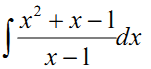 ∫ (x² + x − 1)/(x − 1) dx